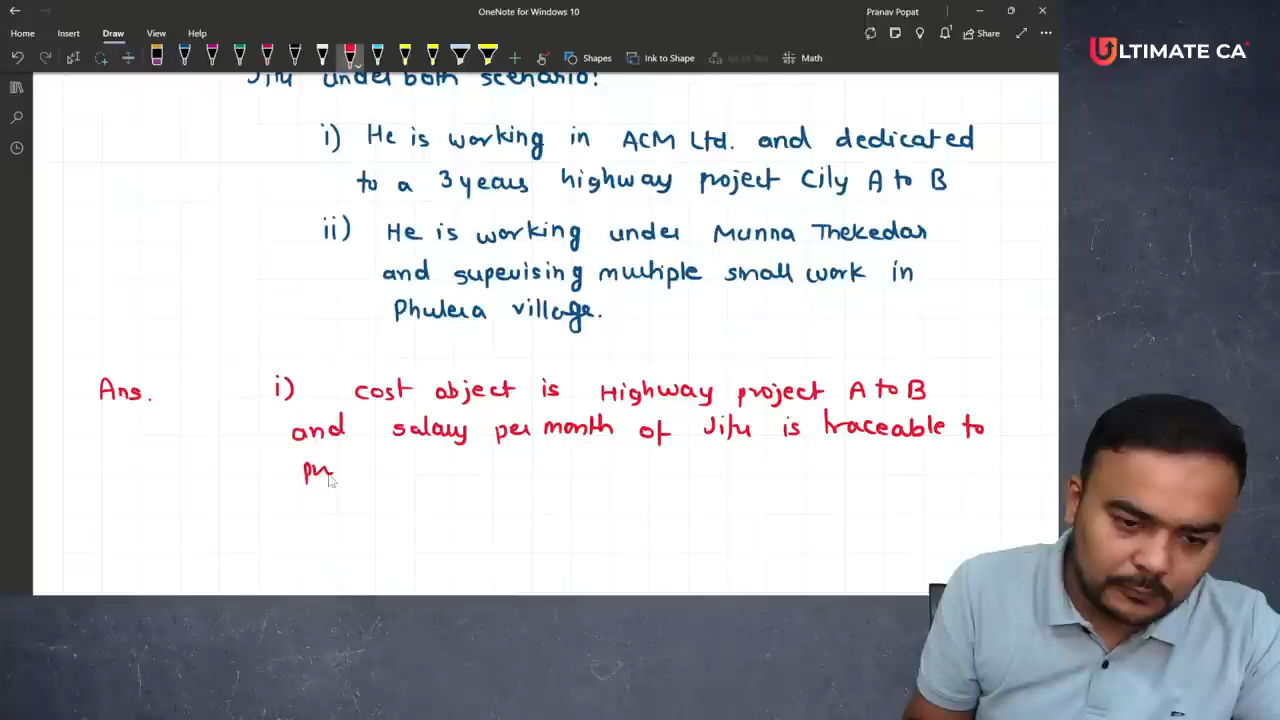 OneNote for Windows 10
Pranav Popat
Home Insert Draw View Help
Share
Shapes Ink to Shape Math
ULTIMATE CA
Jitu under both scenario?
i) He is working in ACM Ltd. and dedicated
to a 3 years highway project City A to B
ii) He is working under Munna Thekedar
and supevising multiple small work in
Phulera village.
Ans. i) cost object is Highway project A to B
and salary per month of Jitu is traceable to
pr